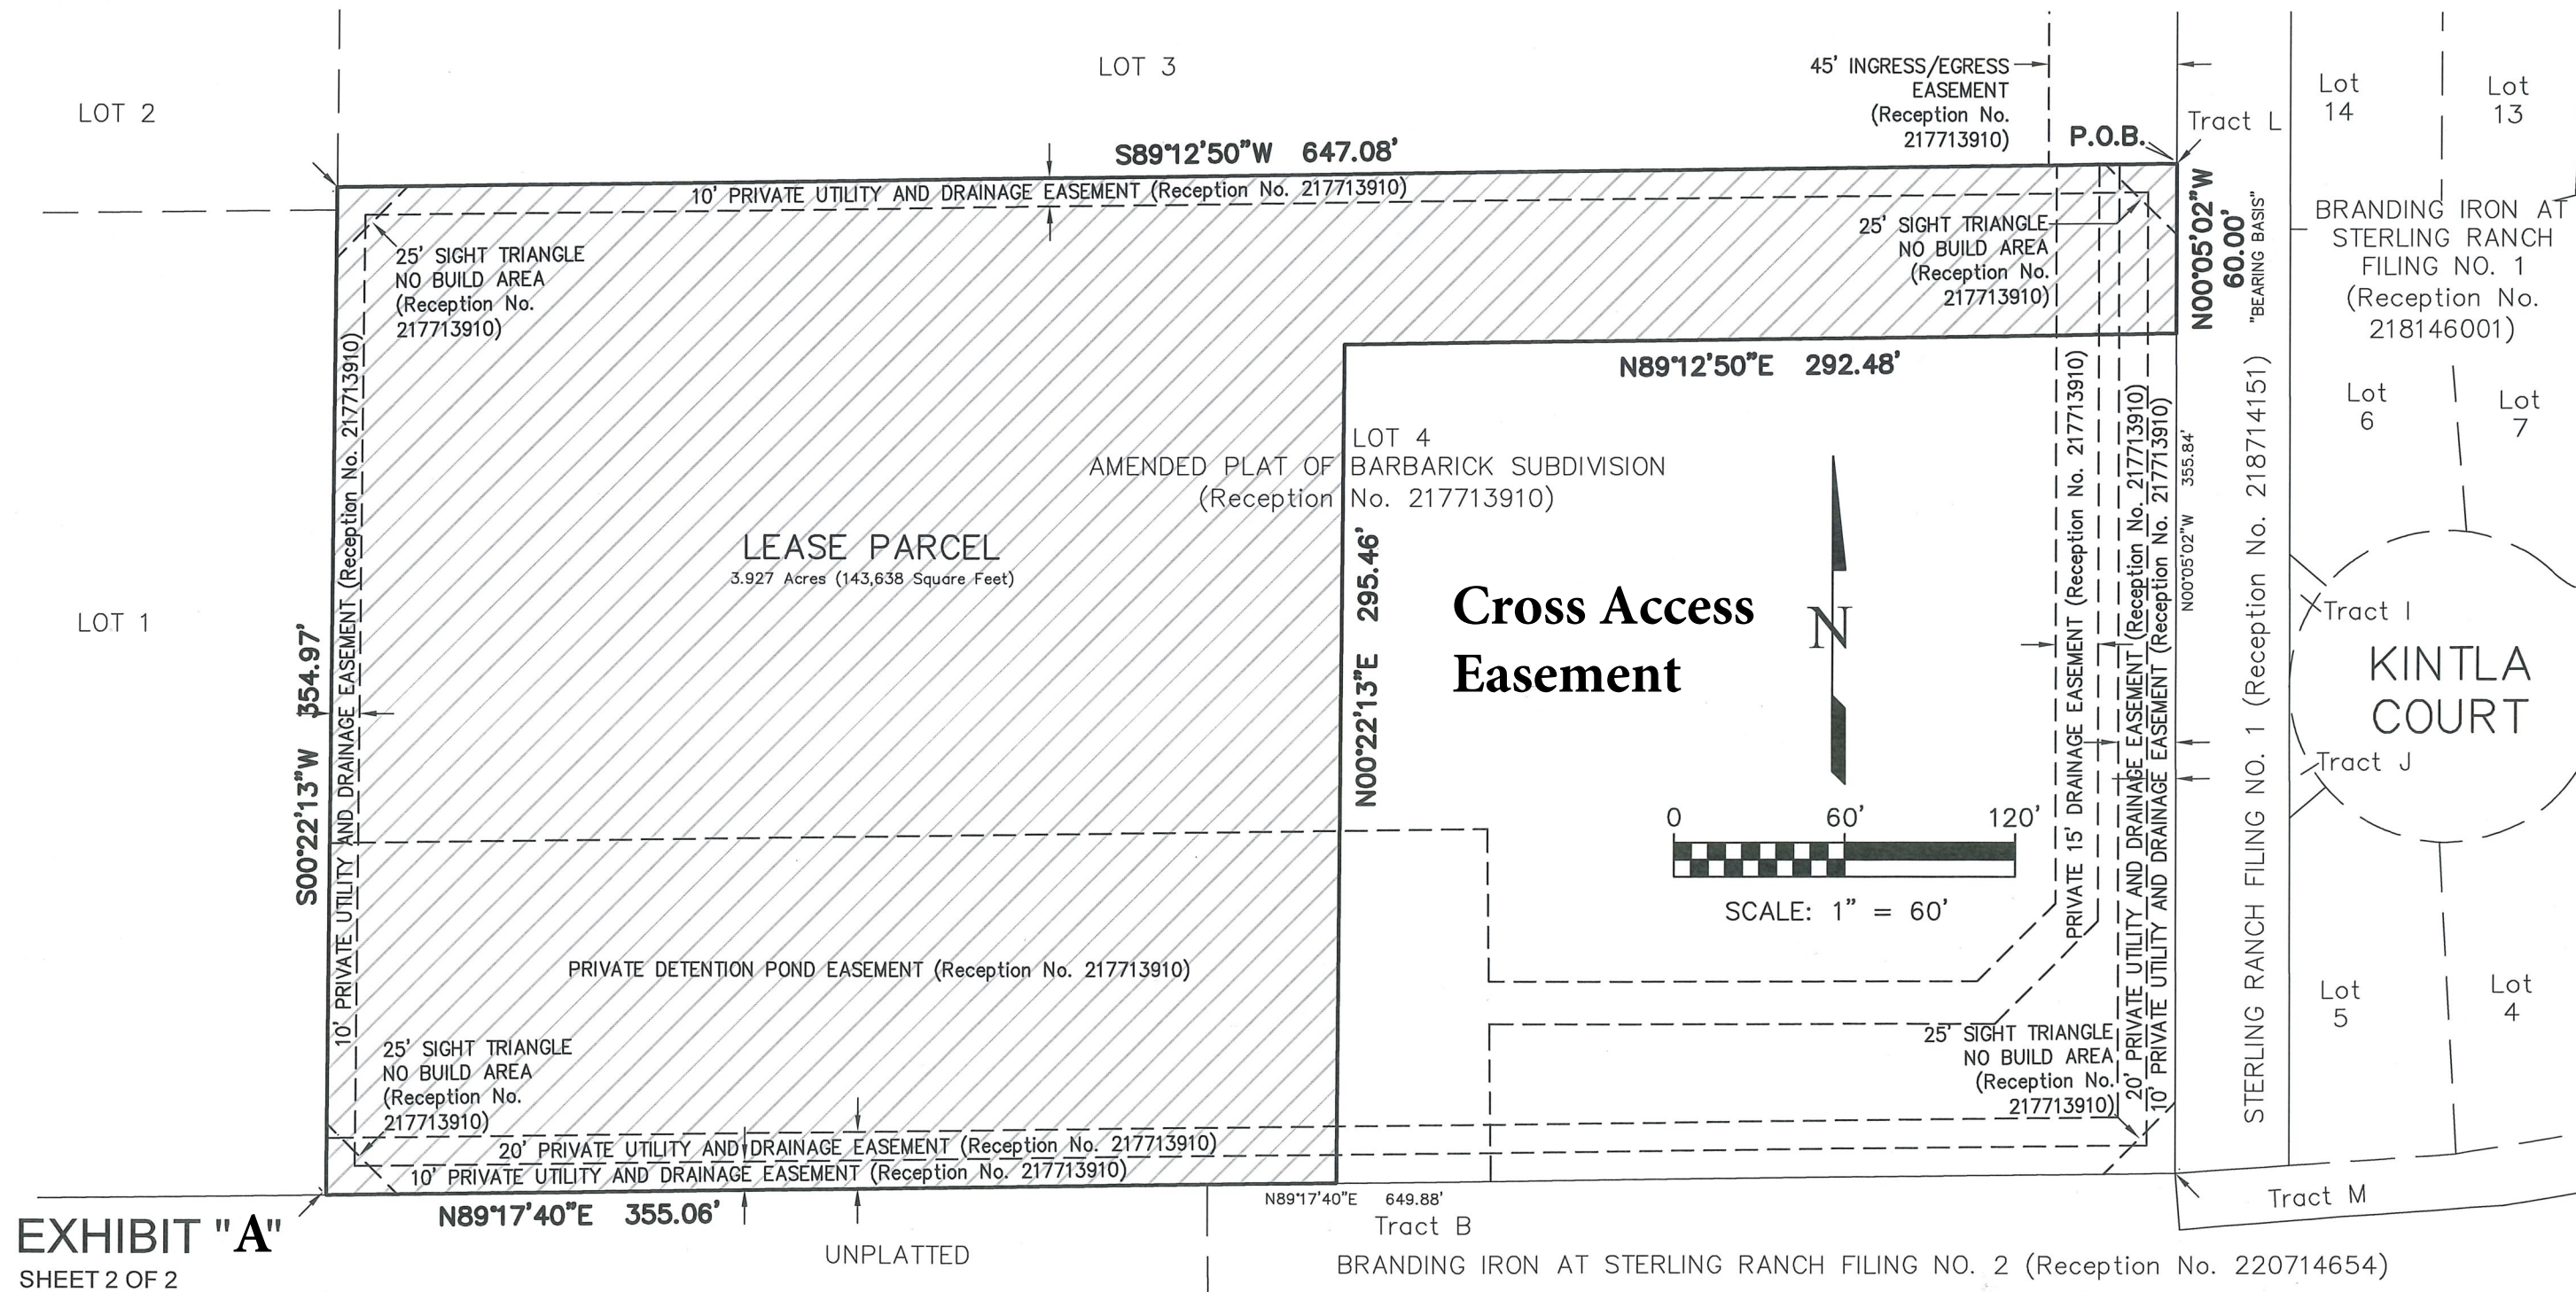 LOT 3
LOT 2
45' INGRESS/EGRESS
EASEMENT
(Reception No.
217713910)
P.O.B.
Tract L
Lot
14
Lot
13
S89°12'50"W 647.08'
10' PRIVATE UTILITY AND DRAINAGE EASEMENT (Reception No. 217713910)
25' SIGHT TRIANGLE
NO BUILD AREA
(Reception No.
217713910)
25' SIGHT TRIANGLE
NO BUILD AREA
(Reception No.
217713910)
N00°05'02"W
60.00'
"BEARING BASIS"
BRANDING IRON AT
STERLING RANCH
FILING NO. 1
(Reception No.
218146001)
N89°12'50"E 292.48'
Lot
6
Lot
7
LOT 4
AMENDED PLAT OF BARBARICK SUBDIVISION
(Reception No. 217713910)
LEASE PARCEL
3.927 Acres (143,638 Square Feet)
LOT 1
S00°22'13"W 354.97'
10' PRIVATE UTILITY AND DRAINAGE EASEMENT (Reception No. 217713910)
N00°22'13"E 295.46'
Cross Access
Easement
N
0 60' 120'
SCALE: 1" = 60'
PRIVATE 15' DRAINAGE EASEMENT (Reception No. 217713910)
20' PRIVATE UTILITY AND DRAINAGE EASEMENT (Reception No. 217713910)
10' PRIVATE UTILITY AND DRAINAGE EASEMENT (Reception No. 217713910)
N00°05'02"W 355.84'
STERLING RANCH FILING NO. 1 (Reception No. 218714151)
Tract I
KINTLA
COURT
Tract J
PRIVATE DETENTION POND EASEMENT (Reception No. 217713910)
Lot
5
Lot
4
25' SIGHT TRIANGLE
NO BUILD AREA
(Reception No.
217713910)
25' SIGHT TRIANGLE
NO BUILD AREA
(Reception No.
217713910)
20' PRIVATE UTILITY AND DRAINAGE EASEMENT (Reception No. 217713910)
10' PRIVATE UTILITY AND DRAINAGE EASEMENT (Reception No. 217713910)
N89°17'40"E 355.06'
N89°17'40"E 649.88'
Tract B
Tract M
UNPLATTED
BRANDING IRON AT STERLING RANCH FILING NO. 2 (Reception No. 220714654)
EXHIBIT "A"
SHEET 2 OF 2